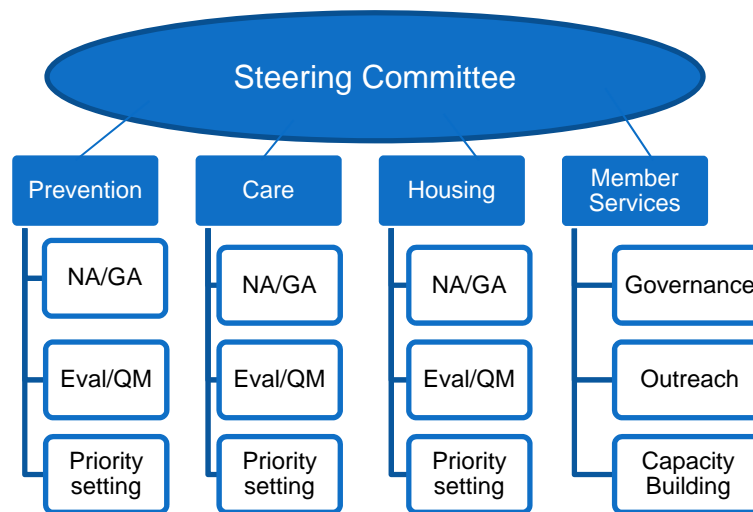 Steering Committee
Prevention
Care
Housing
Member
Services
NA/GA
NA/GA
NA/GA
Governance
Eval/QM
Eval/QM
Eval/QM
Outreach
Priority
setting
Priority
setting
Priority
setting
Capacity
Building